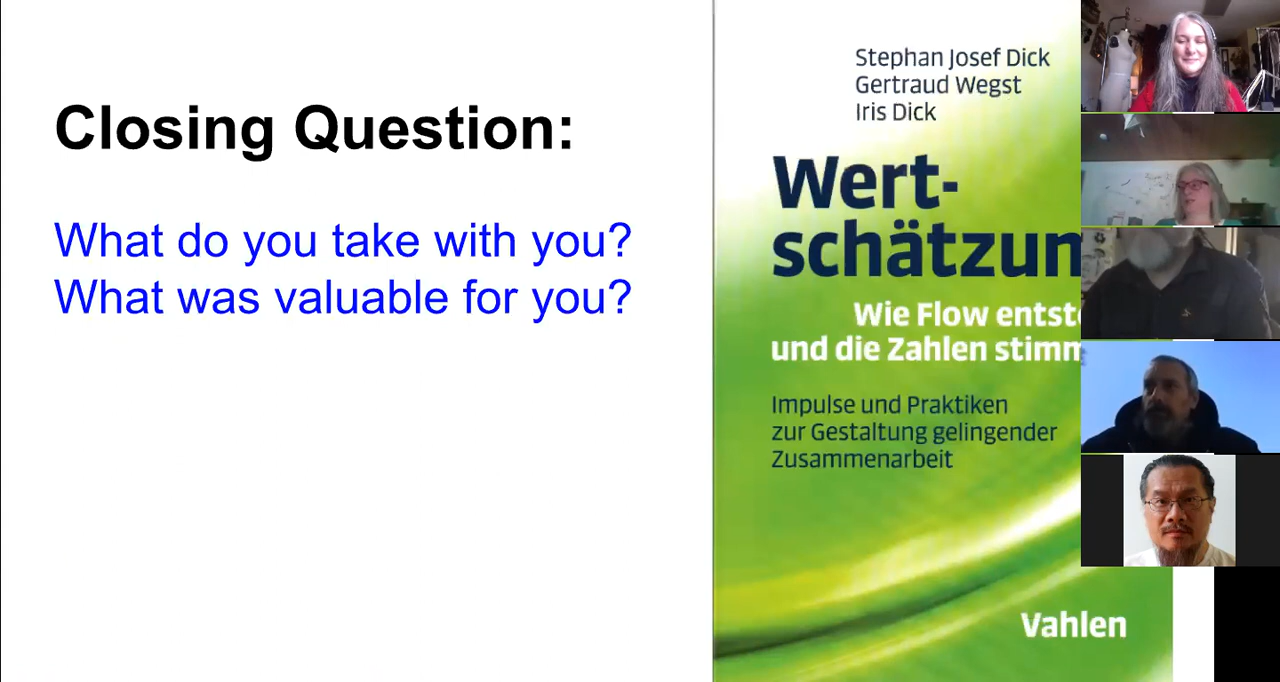 Closing Question:
What do you take with you?
What was valuable for you?
Stephan Josef Dick
Gertraud Wegst
Iris Dick
Wert-
schätzun
Wie Flow entste
und die Zahlen stimm
Impulse und Praktiken
zur Gestaltung gelingender
Zusammenarbeit
Vahlen